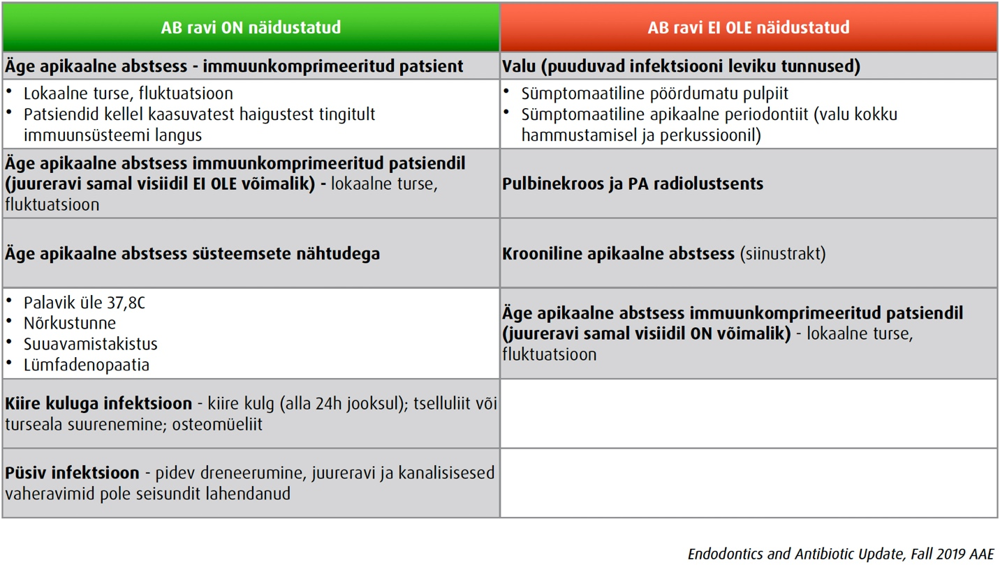 AB ravi ON näidustatud
AB ravi EI OLE näidustatud
Äge apikaalne abstsess - immuunkomprimeeritud patsient
Valu (puuduvad infektsiooni leviku tunnused)
• Lokaalne turse, fluktuatsioon
• Patsiendid kellel kaasuvatest haigustest tingitult
immuunsüsteemi langus
• Sümptomaatiline pöördumatu pulpiit
• Sümptomaatiline apikaalne periodontiit (valu kokku
hammustamisel ja perkussioonil)
Äge apikaalne abstsess immuunkomprimeeritud patsiendil
(juureravi samal visiidil EI OLE võimalik) - lokaalne turse,
fluktuatsioon
Pulbinekroos ja PA radiolustsents
Äge apikaalne abstsess süsteemsete nähtudega
Krooniline apikaalne abstsess (siinustrakt)
• Palavik üle 37,8C
• Nõrkustunne
• Suuavamistakistus
• Lümfadenopaatia
Äge apikaalne abstsess immuunkomprimeeritud patsiendil
(juureravi samal visiidil ON võimalik) - lokaalne turse,
fluktuatsioon
Kiire kuluga infektsioon - kiire kulg (alla 24h jooksul); tselluliit või
turseala suurenemine; osteomüeliit
Püsiv infektsioon - pidev dreneerumine, juureravi ja kanalisisesed
vaheravimid pole seisundit lahendanud
Endodontics and Antibiotic Update, Fall 2019 AAE